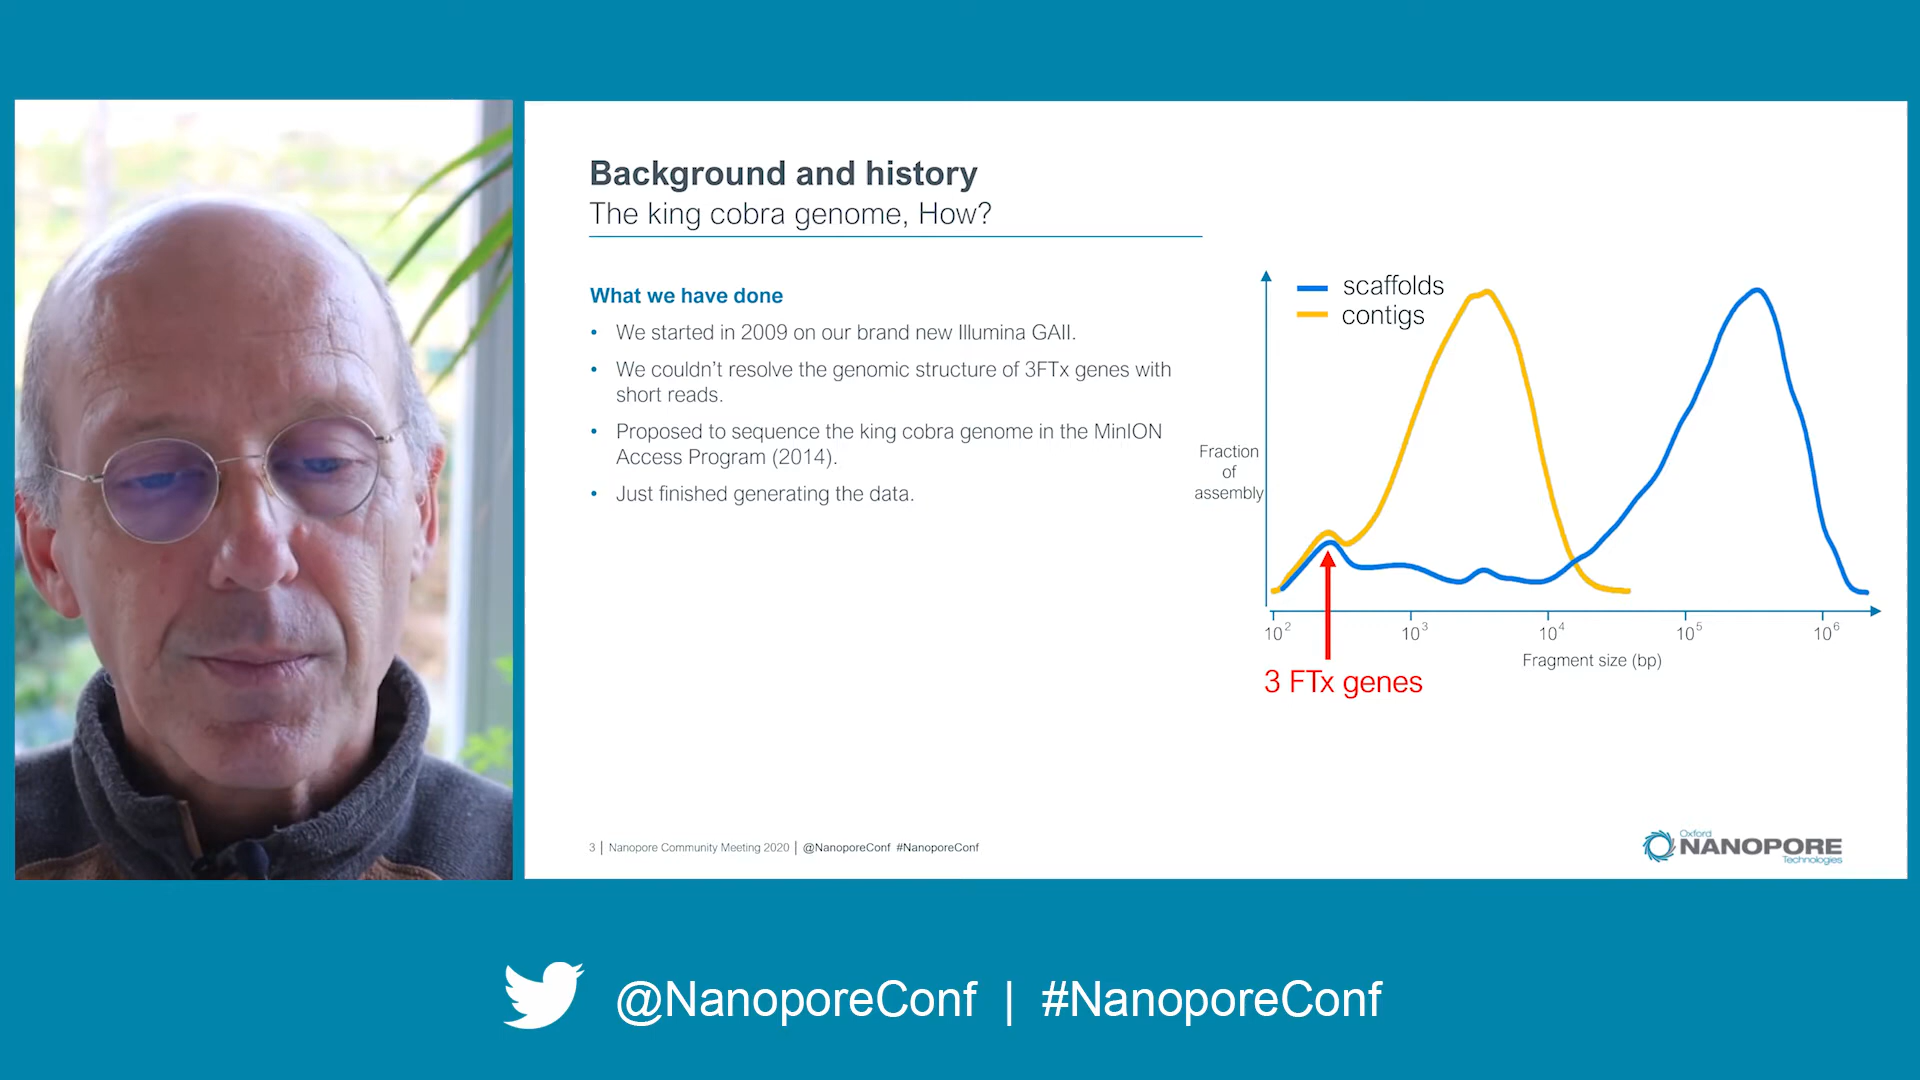 Background and history
The king cobra genome, How?
What we have done
• We started in 2009 on our brand new Illumina GAII.
• We couldn't resolve the genomic structure of 3FTx genes with
short reads.
• Proposed to sequence the king cobra genome in the MinION
Access Program (2014).
• Just finished generating the data.
scaffolds
contigs
Fraction
of
assembly
10² 10³ 10⁴ 10⁵ 10⁶
Fragment size (bp)
3 FTx genes
3 | Nanopore Community Meeting 2020 | @NanoporeConf #NanoporeConf
Oxford
NANOPORE
Technologies
@NanoporeConf | #NanoporeConf